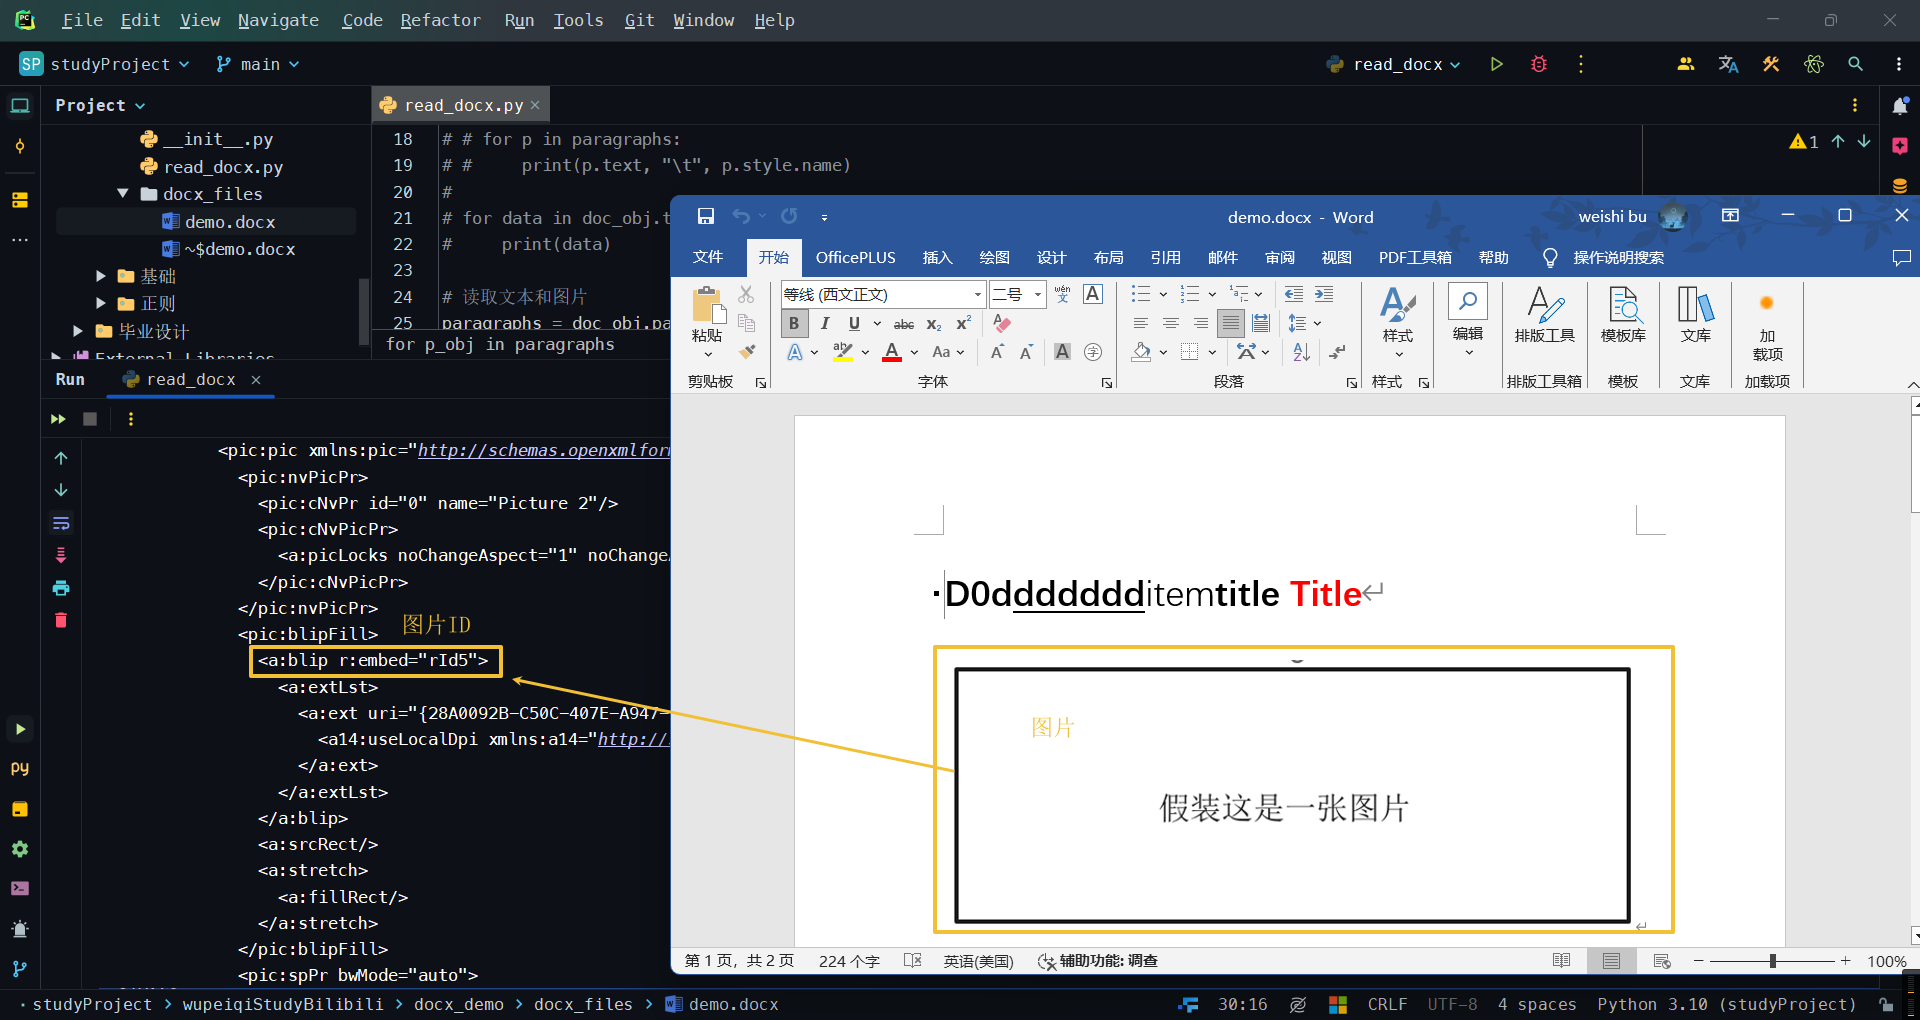 File Edit View Navigate Code Refactor Run Tools Git Window Help
SP studyProject main read_docx
Project
read_docx.py
__init__.py
read_docx.py
docx_files
demo.docx
~$demo.docx
基础
正则
毕业设计
External Libraries
18 # # for p in paragraphs:
19 # # print(p.text, "\t", p.style.name)
20 #
21 # for data in doc_obj.t
22 # print(data)
23
24 # 读取文本和图片
25 paragraphs = doc_obj.pa
for p_obj in paragraphs
1
Run read_docx
<pic:pic xmlns:pic="http://schemas.openxmlfor
<pic:nvPicPr>
<pic:cNvPr id="0" name="Picture 2"/>
<pic:cNvPicPr>
<a:picLocks noChangeAspect="1" noChange
</pic:cNvPicPr>
</pic:nvPicPr>
<pic:blipFill> 图片ID
<a:blip r:embed="rId5">
<a:extLst>
<a:ext uri="{28A0092B-C50C-407E-A947-
<a14:useLocalDpi xmlns:a14="http://
</a:ext>
</a:extLst>
</a:blip>
<a:srcRect/>
<a:stretch>
<a:fillRect/>
</a:stretch>
</pic:blipFill>
<pic:spPr bwMode="auto">
demo.docx - Word weishi bu
文件 开始 OfficePLUS 插入 绘图 设计 布局 引用 邮件 审阅 视图 PDF工具箱 帮助 操作说明搜索
等线 (西文正文) 二号 wén A
B I U abc x₂ x²
A ab A Aa A A A 字
粘贴 样式 编辑 排版工具 模板库 文库 加载项
剪贴板 字体 段落 样式 排版工具箱 模板 文库 加载项
D0dddddddditemtitle Title
图片
假装这是一张图片
第 1 页，共 2 页 224 个字 英语(美国) 辅助功能: 调查 100%
studyProject > wupeiqiStudyBilibili > docx_demo > docx_files > demo.docx 30:16 CRLF UTF-8 4 spaces Python 3.10 (studyProject)